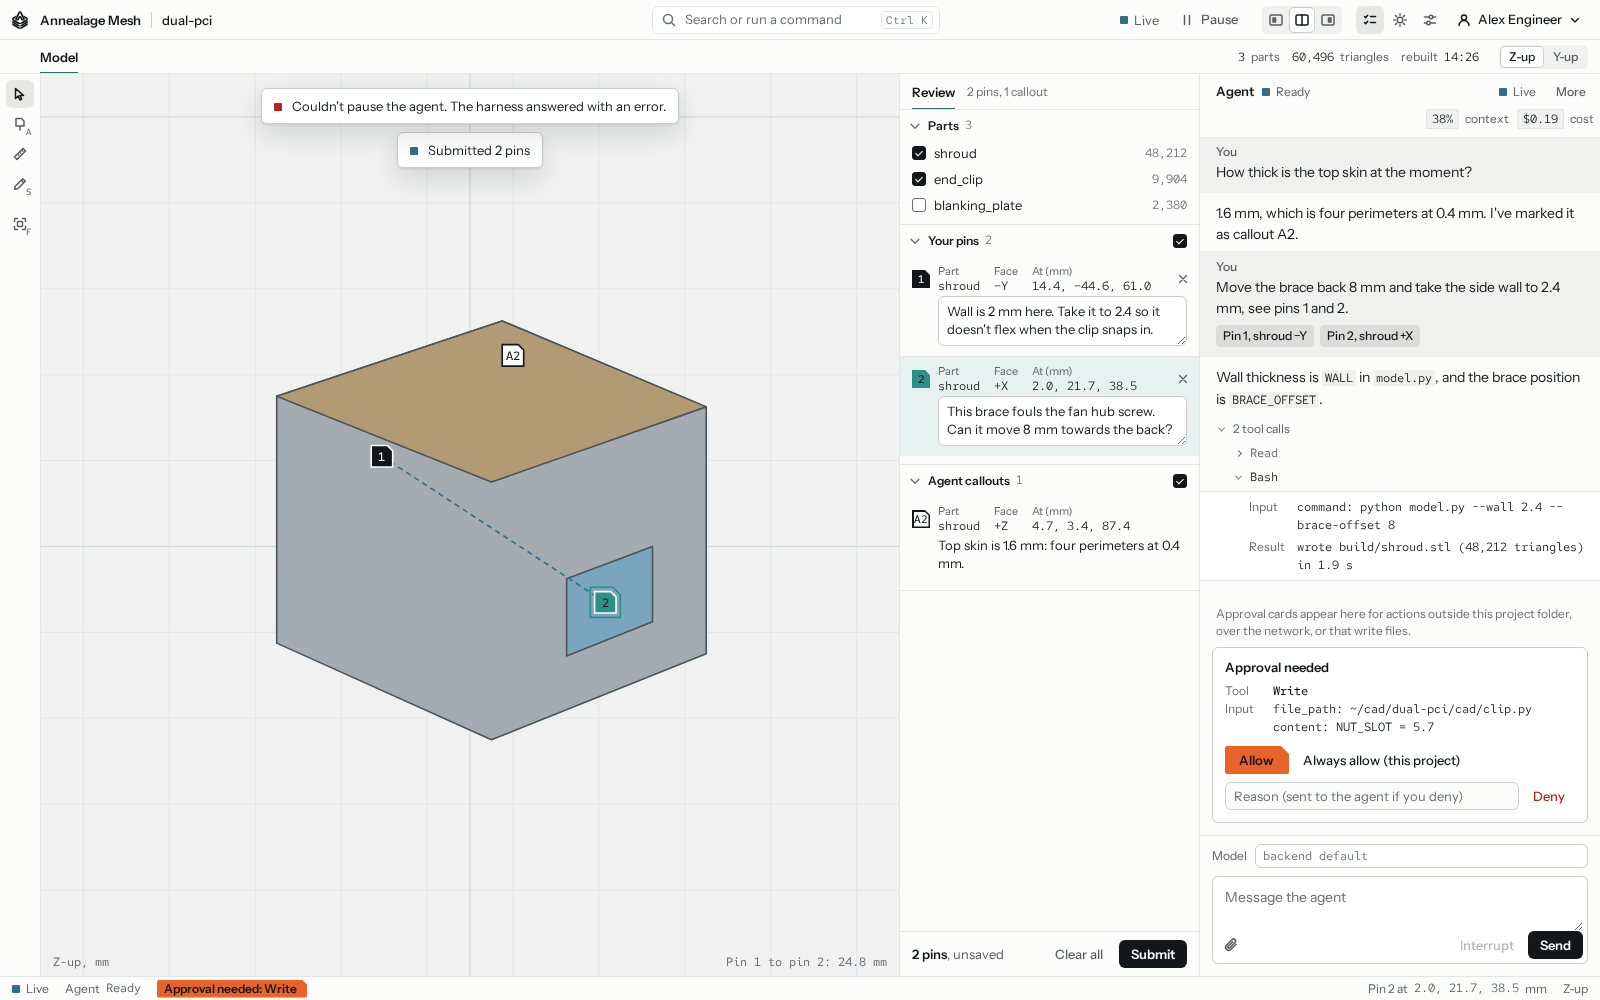 Annealage Mesh
dual-pci
Search or run a command
Ctrl K
Live
Pause
Alex Engineer
Model
3 parts 60,496 triangles rebuilt 14:26
Z-up
Y-up
A
S
F
Couldn't pause the agent. The harness answered with an error.
Submitted 2 pins
A2
1
2
Z-up, mm
Pin 1 to pin 2: 24.8 mm
Review
2 pins, 1 callout
Parts 3
shroud 48,212
end_clip 9,904
blanking_plate 2,380
Your pins 2
1
Part Face At (mm)
shroud −Y 14.4, −44.6, 61.0
Wall is 2 mm here. Take it to 2.4 so it
doesn't flex when the clip snaps in.
2
Part Face At (mm)
shroud +X 2.0, 21.7, 38.5
This brace fouls the fan hub screw.
Can it move 8 mm towards the back?
Agent callouts 1
A2
Part Face At (mm)
shroud +Z 4.7, 3.4, 87.4
Top skin is 1.6 mm: four perimeters at 0.4
mm.
2 pins, unsaved
Clear all
Submit
Agent
Ready
Live
More
38% context $0.19 cost
You
How thick is the top skin at the moment?
1.6 mm, which is four perimeters at 0.4 mm. I've marked it
as callout A2.
You
Move the brace back 8 mm and take the side wall to 2.4
mm, see pins 1 and 2.
Pin 1, shroud −Y
Pin 2, shroud +X
Wall thickness is WALL in model.py, and the brace position
is BRACE_OFFSET.
2 tool calls
Read
Bash
Input command: python model.py --wall 2.4 --
brace-offset 8
Result wrote build/shroud.stl (48,212 triangles)
in 1.9 s
Approval cards appear here for actions outside this project folder,
over the network, or that write files.
Approval needed
Tool Write
Input file_path: ~/cad/dual-pci/cad/clip.py
content: NUT_SLOT = 5.7
Allow
Always allow (this project)
Reason (sent to the agent if you deny)
Deny
Model
backend default
Message the agent
Interrupt
Send
Live
Agent Ready
Approval needed: Write
Pin 2 at 2.0, 21.7, 38.5 mm
Z-up